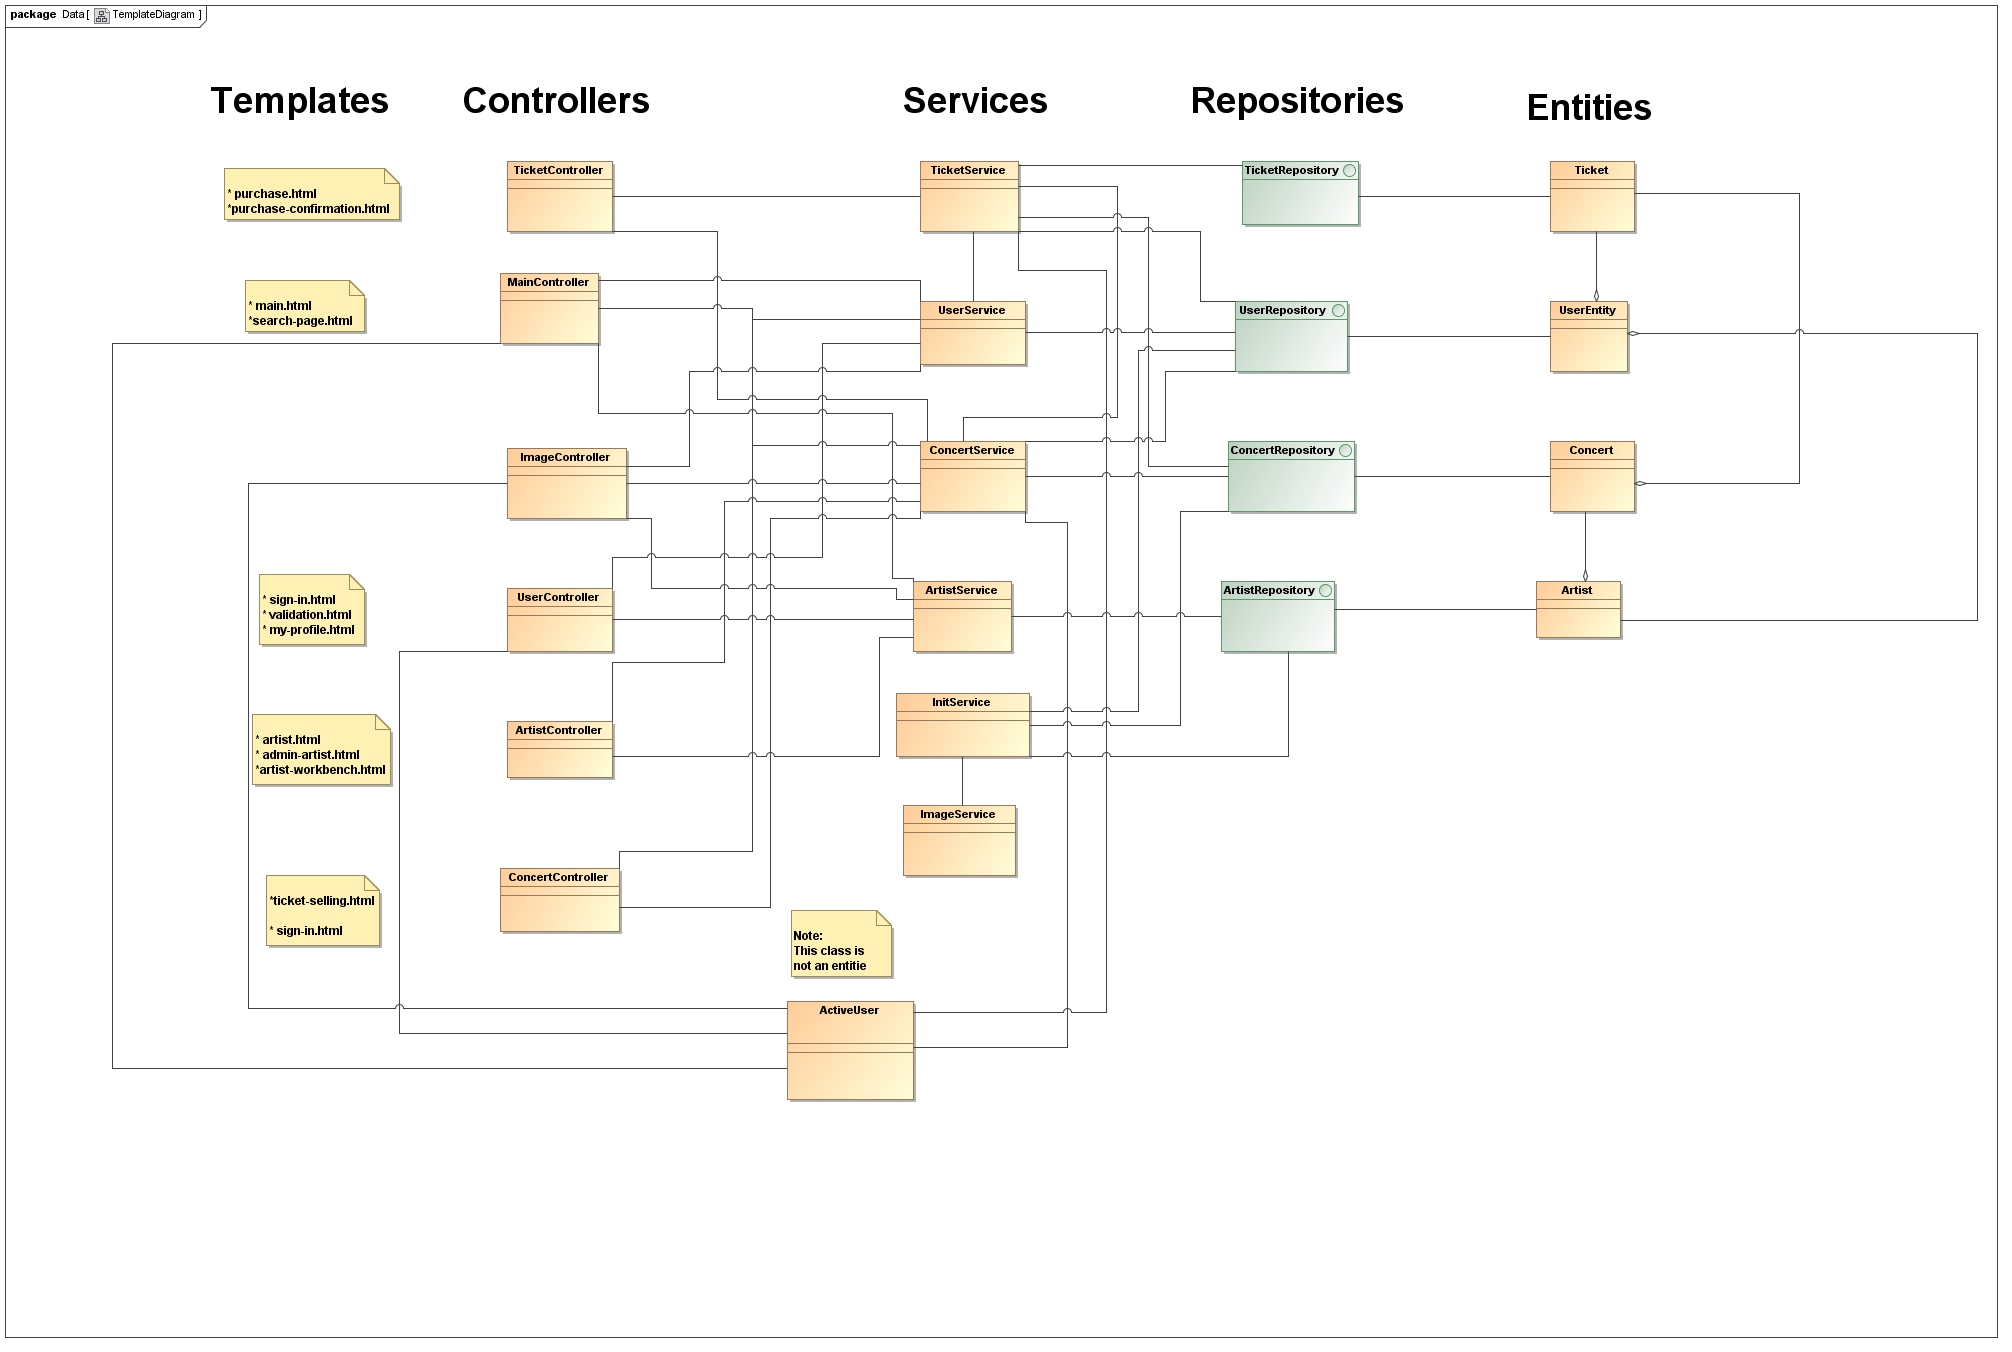 package Data [ TemplateDiagram ]
Templates
Controllers
Services
Repositories
Entities
* purchase.html
*purchase-confirmation.html
TicketController
TicketService
TicketRepository
Ticket
* main.html
*search-page.html
MainController
UserService
UserRepository
UserEntity
ImageController
ConcertService
ConcertRepository
Concert
* sign-in.html
* validation.html
* my-profile.html
UserController
ArtistService
ArtistRepository
Artist
* artist.html
* admin-artist.html
*artist-workbench.html
ArtistController
InitService
ImageService
*ticket-selling.html
* sign-in.html
ConcertController
Note:
This class is
not an entitie
ActiveUser